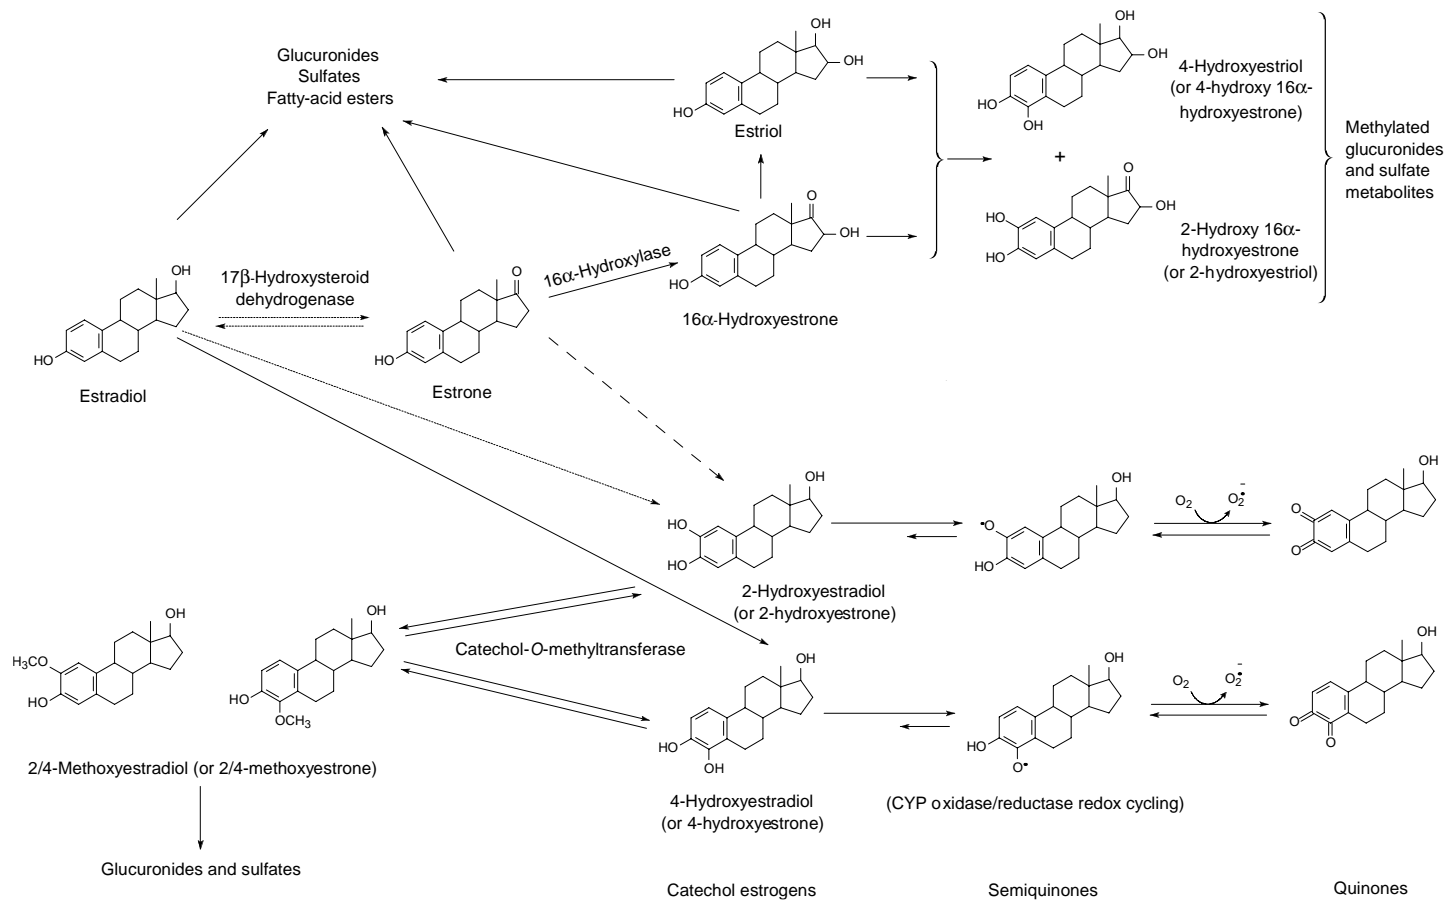 Glucuronides
Sulfates
Fatty-acid esters
OH
OH
HO
Estriol
OH
OH
HO
OH
4-Hydroxyestriol
(or 4-hydroxy 16α-
hydroxyestrone)
+
O
OH
HO
HO
2-Hydroxy 16α-
hydroxyestrone
(or 2-hydroxyestriol)
Methylated
glucuronides
and sulfate
metabolites
OH
HO
Estradiol
17β-Hydroxysteroid
dehydrogenase
O
HO
Estrone
16α-Hydroxylase
O
OH
HO
16α-Hydroxyestrone
OH
HO
HO
2-Hydroxyestradiol
(or 2-hydroxyestrone)
OH
•O
HO
O2
O2•−
OH
O
O
OH
H3CO
HO
OH
HO
OCH3
2/4-Methoxyestradiol (or 2/4-methoxyestrone)
Catechol-O-methyltransferase
OH
HO
OH
4-Hydroxyestradiol
(or 4-hydroxyestrone)
OH
HO
O•
(CYP oxidase/reductase redox cycling)
O2
O2•−
OH
O
O
Glucuronides and sulfates
Catechol estrogens
Semiquinones
Quinones